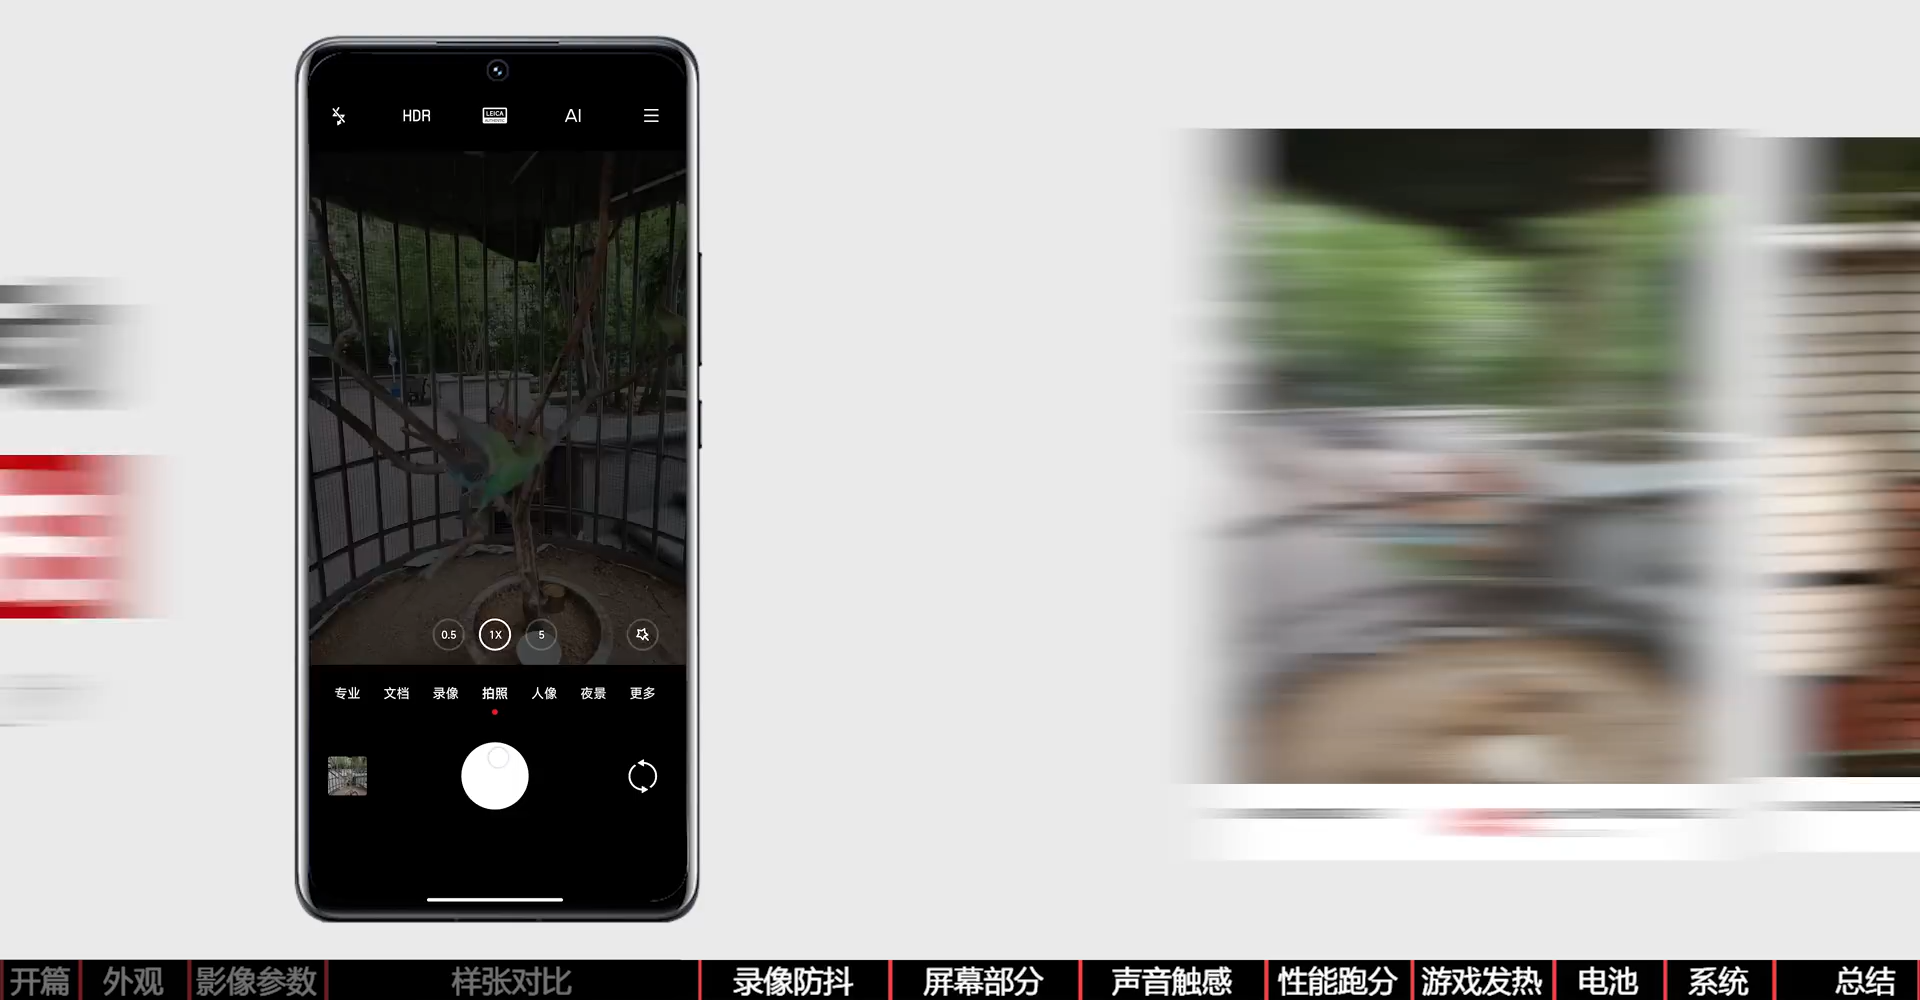 HDR LEICA AI
0.5 1X 5
专业 文档 录像 拍照 人像 夜景 更多
开篇 外观 影像参数 样张对比 录像防抖 屏幕部分 声音触感 性能跑分 游戏发热 电池 系统 总结